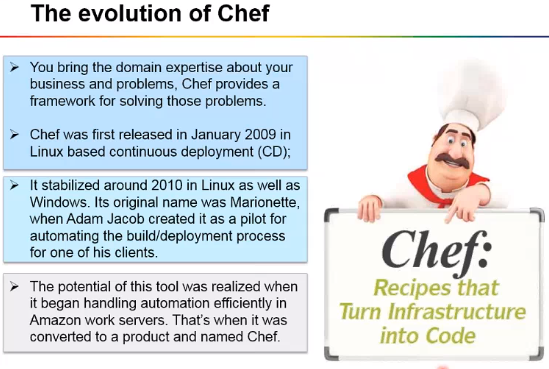 The evolution of Chef
➢ You bring the domain expertise about your
business and problems, Chef provides a
framework for solving those problems.
➢ Chef was first released in January 2009 in
Linux based continuous deployment (CD);
➢ It stabilized around 2010 in Linux as well as
Windows. Its original name was Marionette,
when Adam Jacob created it as a pilot for
automating the build/deployment process
for one of his clients.
➢ The potential of this tool was realized when
it began handling automation efficiently in
Amazon work servers. That's when it was
converted to a product and named Chef.
Chef:
Recipes that
Turn Infrastructure
into Code